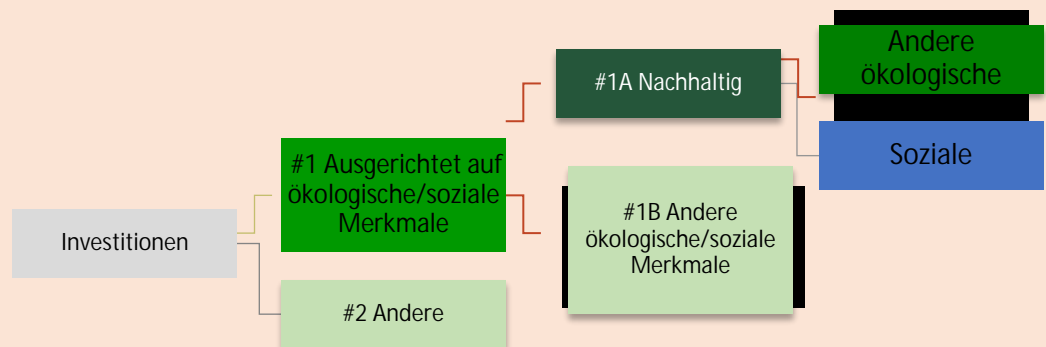 Investitionen
#1 Ausgerichtet auf
ökologische/soziale
Merkmale
#2 Andere
#1A Nachhaltig
#1B Andere
ökologische/soziale
Merkmale
Andere
ökologische
Soziale